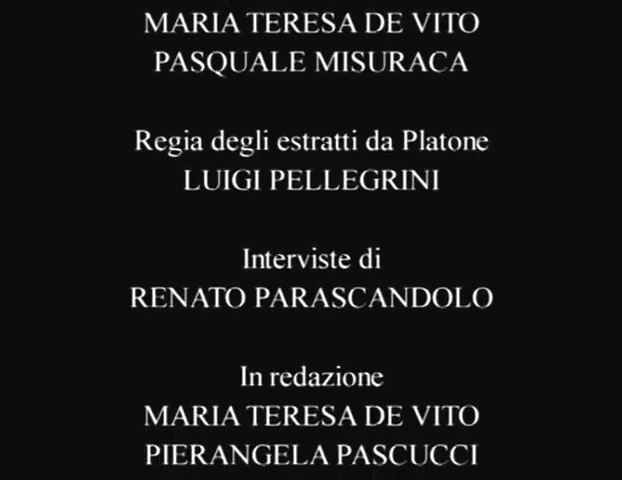 MARIA TERESA DE VITO
PASQUALE MISURACA
Regia degli estratti da Platone
LUIGI PELLEGRINI
Interviste di
RENATO PARASCANDOLO
In redazione
MARIA TERESA DE VITO
PIERANGELA PASCUCCI